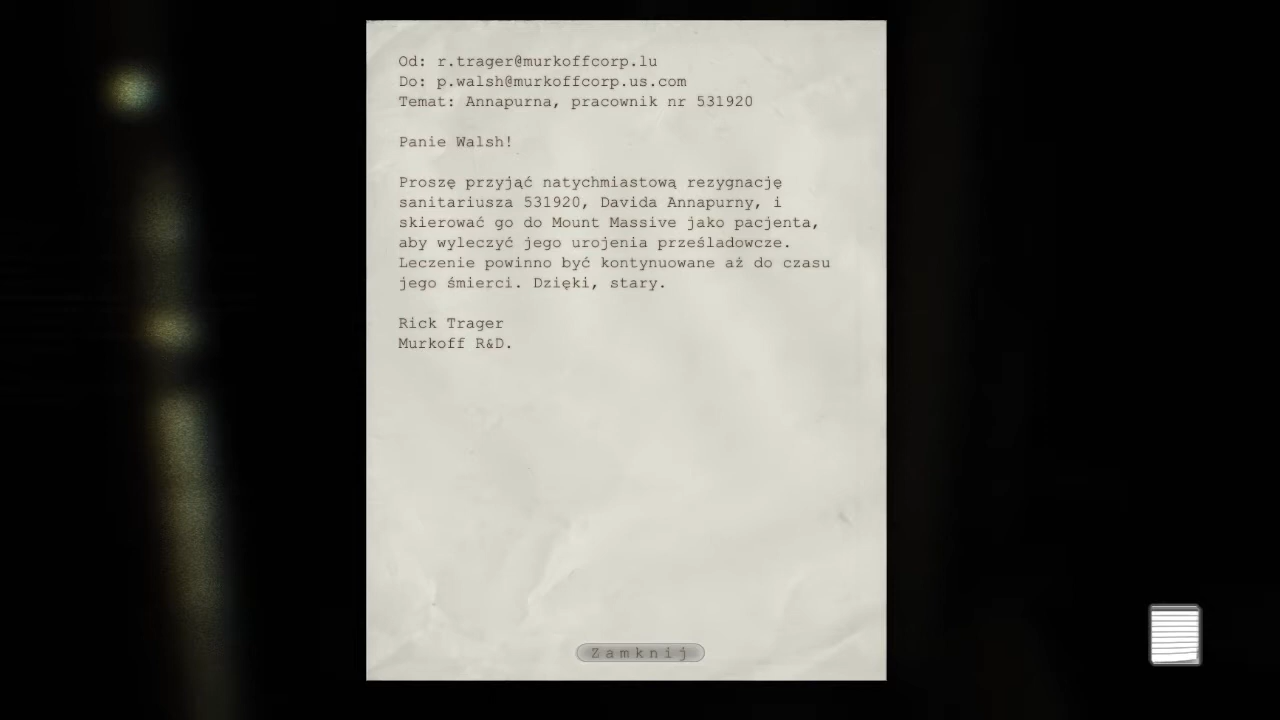 Od: r.trager@murkoffcorp.lu
Do: p.walsh@murkoffcorp.us.com
Temat: Annapurna, pracownik nr 531920
Panie Walsh!
Proszę przyjąć natychmiastową rezygnację
sanitariusza 531920, Davida Annapurny, i
skierować go do Mount Massive jako pacjenta,
aby wyleczyć jego urojenia prześladowcze.
Leczenie powinno być kontynuowane aż do czasu
jego śmierci. Dzięki, stary.
Rick Trager
Murkoff R&D.
Zamknij